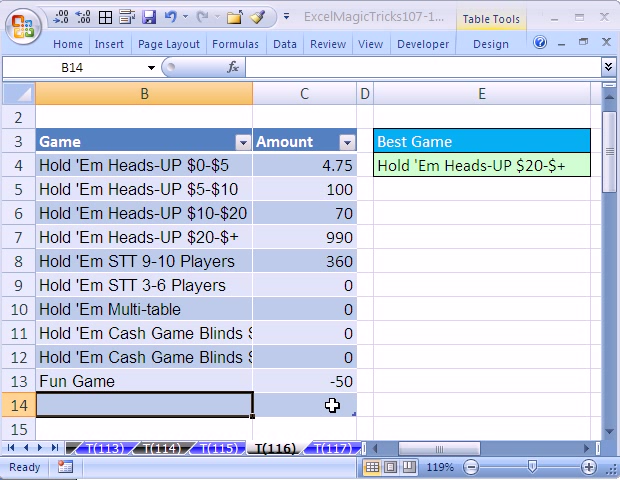 ExcelMagicTricks107-1...
Table Tools
Home Insert Page Layout Formulas Data Review View Developer Design
B14 fx
B C D E
2
3 Game Amount Best Game
4 Hold 'Em Heads-UP $0-$5 4.75 Hold 'Em Heads-UP $20-$+
5 Hold 'Em Heads-UP $5-$10 100
6 Hold 'Em Heads-UP $10-$20 70
7 Hold 'Em Heads-UP $20-$+ 990
8 Hold 'Em STT 9-10 Players 360
9 Hold 'Em STT 3-6 Players 0
10 Hold 'Em Multi-table 0
11 Hold 'Em Cash Game Blinds 0
12 Hold 'Em Cash Game Blinds 0
13 Fun Game -50
14
15
T(113) T(114) T(115) T(116) T(117)
Ready 119%